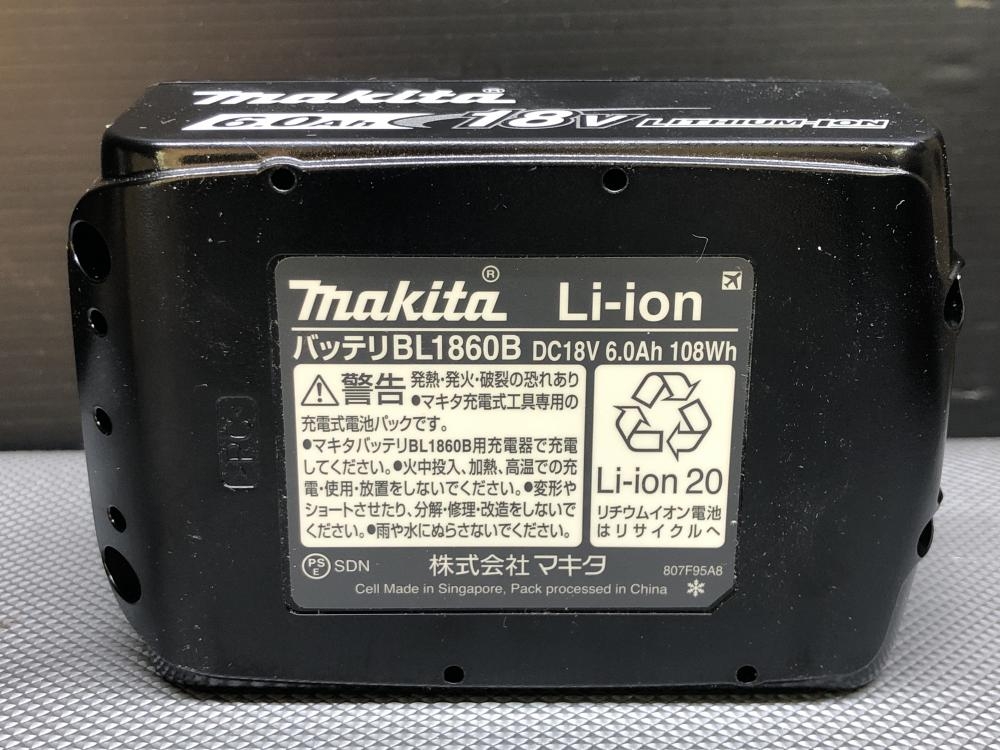 makita®
6.0Ah 18V LITHIUM-ION
makita® Li-ion
バッテリBL1860B DC18V 6.0Ah 108Wh
警告 発熱・発火・破裂の恐れあり
●マキタ充電式工具専用の
充電式電池パックです。
●マキタバッテリBL1860B用充電器で充電
してください。●火中投入、加熱、高温での充
電・使用・放置をしないでください。●変形や
ショートさせたり、分解・修理・改造をしないで
ください。●雨や水にぬらさないでください。
Li-ion 20
リチウムイオン電池
はリサイクルへ
PSE SDN 株式会社 マキタ 807F95A8
Cell Made in Singapore, Pack processed in China